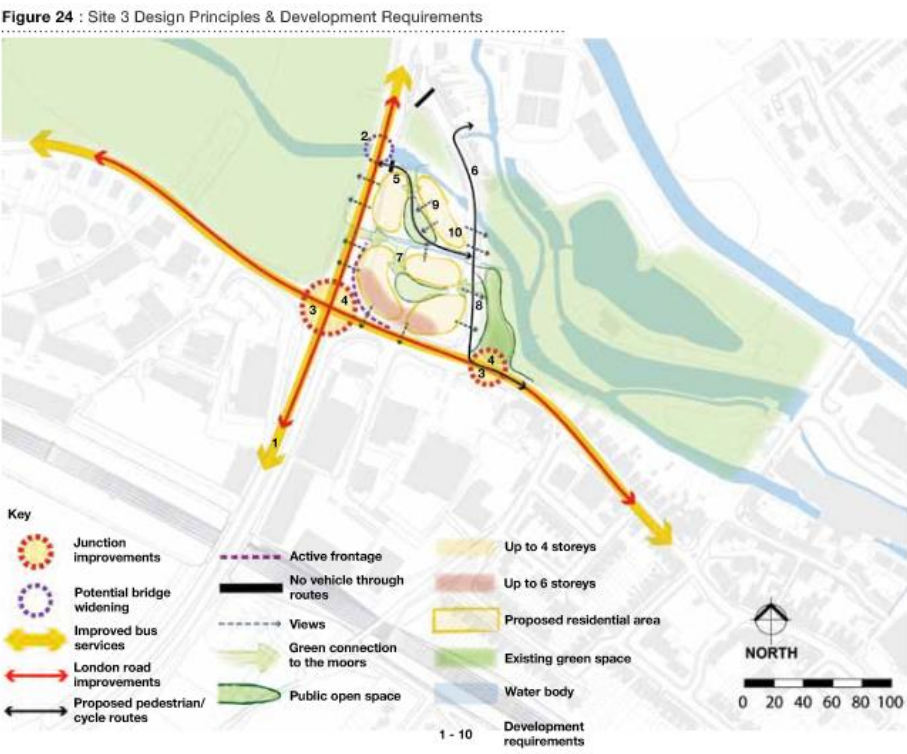 Figure 24 : Site 3 Design Principles & Development Requirements
2
6
5
9
10
7
3
4
8
4
3
1
Key
Junction
improvements
Potential bridge
widening
Improved bus
services
London road
improvements
Proposed pedestrian/
cycle routes
Active frontage
No vehicle through
routes
Views
Green connection
to the moors
Public open space
Up to 4 storeys
Up to 6 storeys
Proposed residential area
Existing green space
Water body
1 - 10
Development
requirements
NORTH
0 20 40 60 80 100